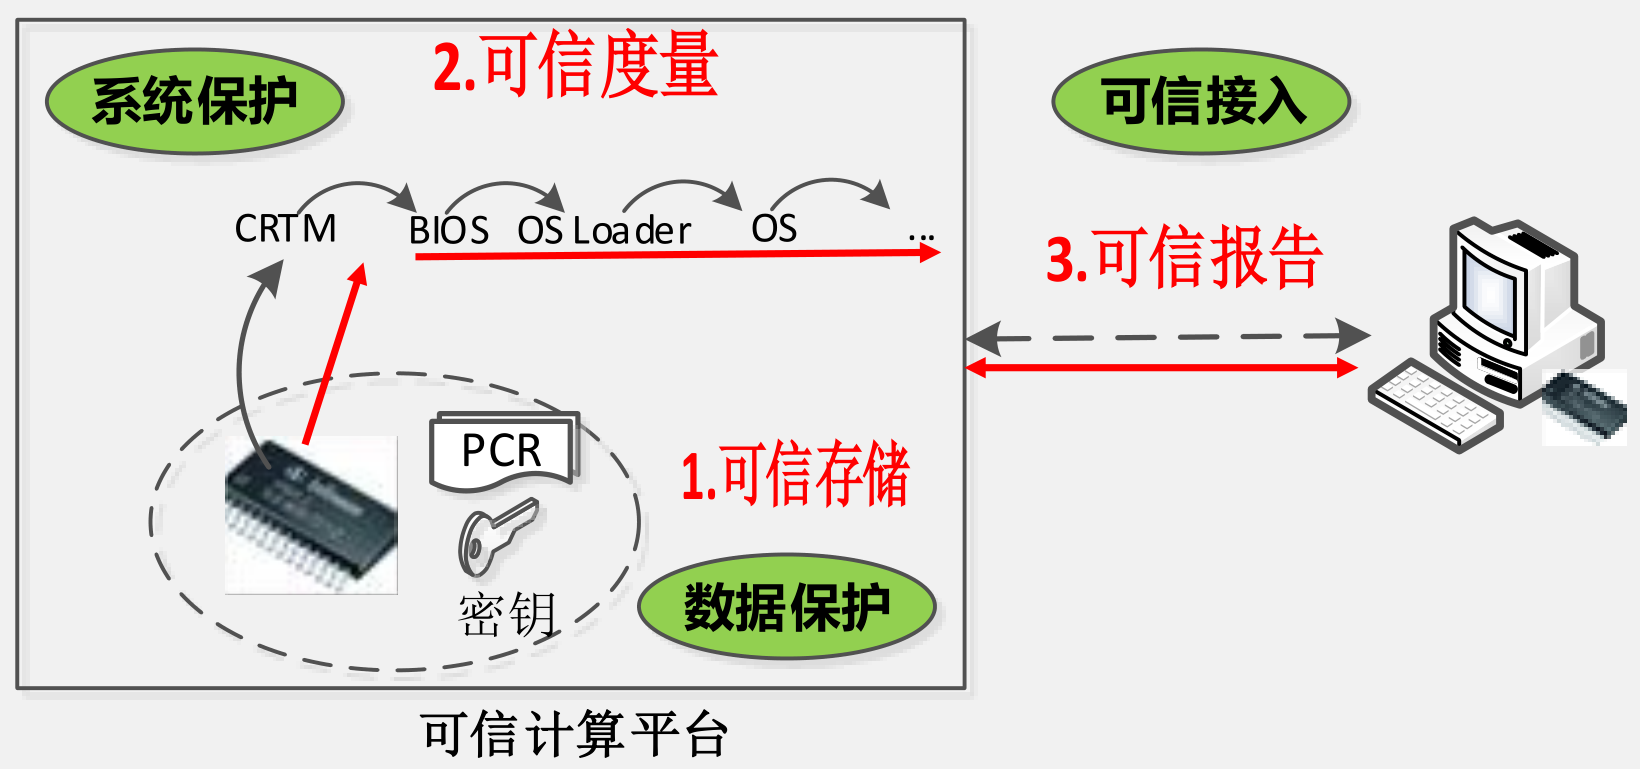 2.可信度量
系统保护
可信接入
CRTM BIOS OS Loader OS ...
3.可信报告
PCR
1.可信存储
密钥
数据保护
可信计算平台